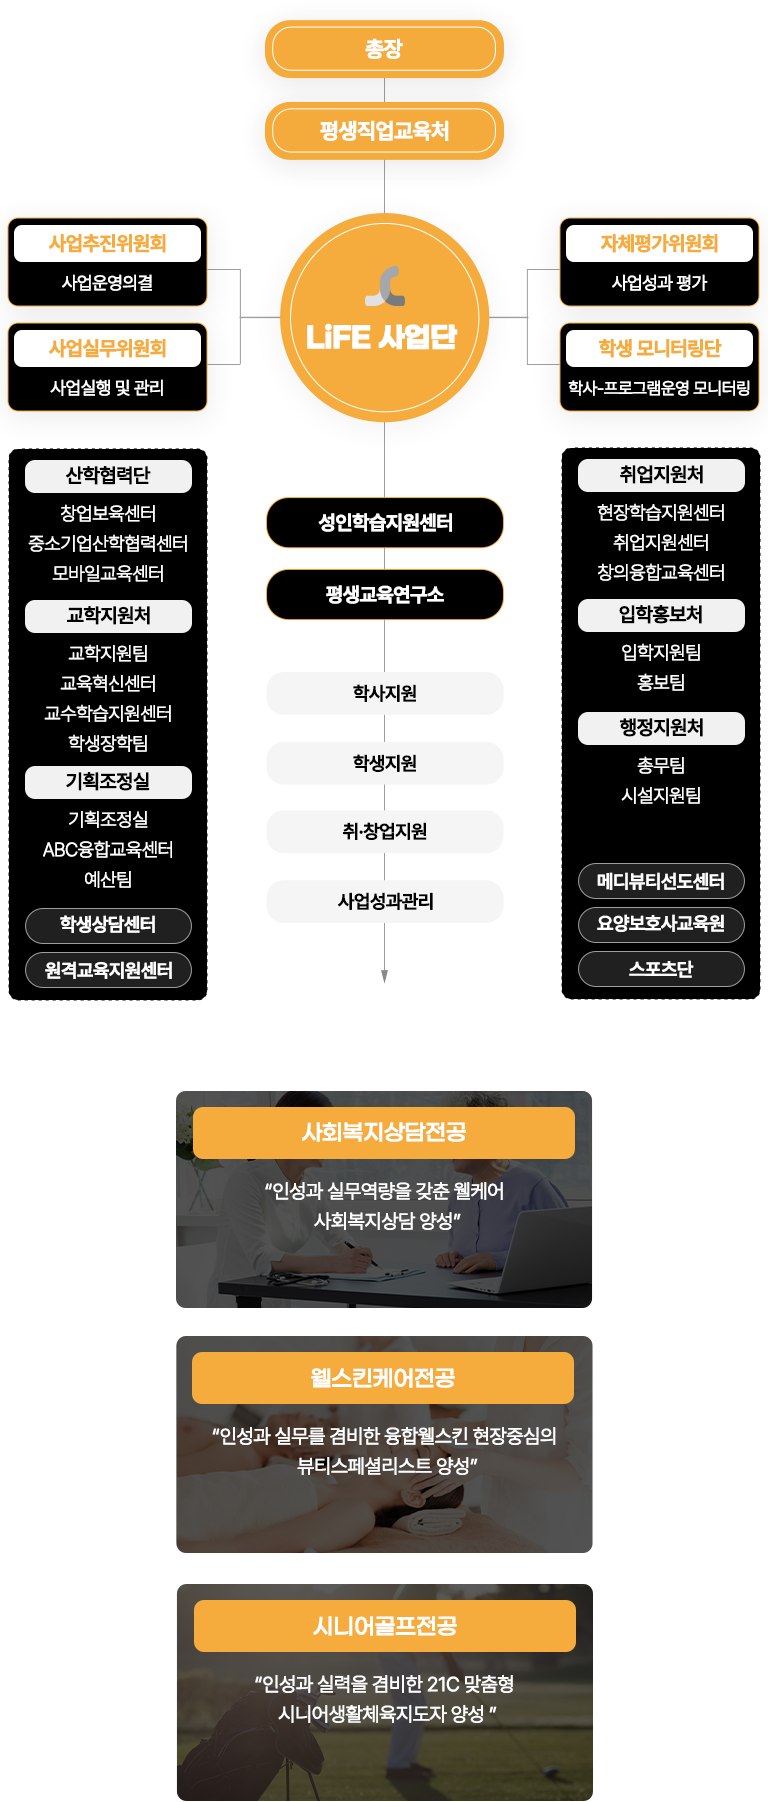 총장
평생직업교육처
사업추진위원회
사업운영의결
사업실무위원회
사업실행 및 관리
LiFE 사업단
자체평가위원회
사업성과 평가
학생 모니터링단
학사-프로그램운영 모니터링
산학협력단
창업보육센터
중소기업산학협력센터
모바일교육센터
교학지원처
교학지원팀
교육혁신센터
교수학습지원센터
학생장학팀
기획조정실
기획조정실
ABC융합교육센터
예산팀
학생상담센터
원격교육지원센터
성인학습지원센터
평생교육연구소
학사지원
학생지원
취·창업지원
사업성과관리
취업지원처
현장학습지원센터
취업지원센터
창의융합교육센터
입학홍보처
입학지원팀
홍보팀
행정지원처
총무팀
시설지원팀
메디뷰티선도센터
요양보호사교육원
스포츠단
사회복지상담전공
“인성과 실무역량을 갖춘 웰케어
사회복지상담 양성”
웰스킨케어전공
“인성과 실무를 겸비한 융합웰스킨 현장중심의
뷰티스페셜리스트 양성”
시니어골프전공
“인성과 실력을 겸비한 21C 맞춤형
시니어생활체육지도자 양성 ”